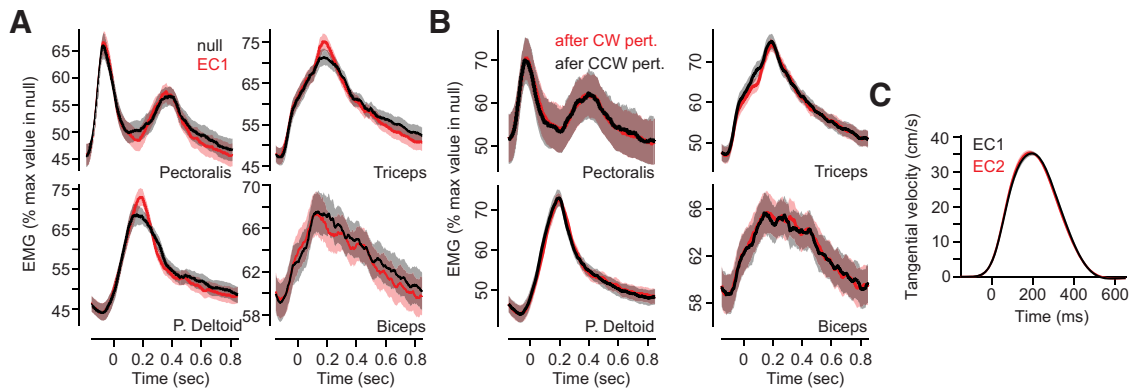 A
B
C
EMG (% max value in null)
65
60
55
50
45
null
EC1
Pectoralis
75
65
55
45
Triceps
75
65
55
45
P. Deltoid
0 0.2 0.4 0.6 0.8
Time (sec)
70
66
62
58
Biceps
0 0.2 0.4 0.6 0.8
Time (sec)
EMG (% max value in null)
70
60
50
after CW pert.
afer CCW pert.
Pectoralis
70
60
50
Triceps
70
60
50
P. Deltoid
0 0.2 0.4 0.6 0.8
Time (sec)
66
62
58
Biceps
0 0.2 0.4 0.6 0.8
Time (sec)
Tangential velocity (cm/s)
40
30
20
10
0
EC1
EC2
0 200 400 600
Time (ms)